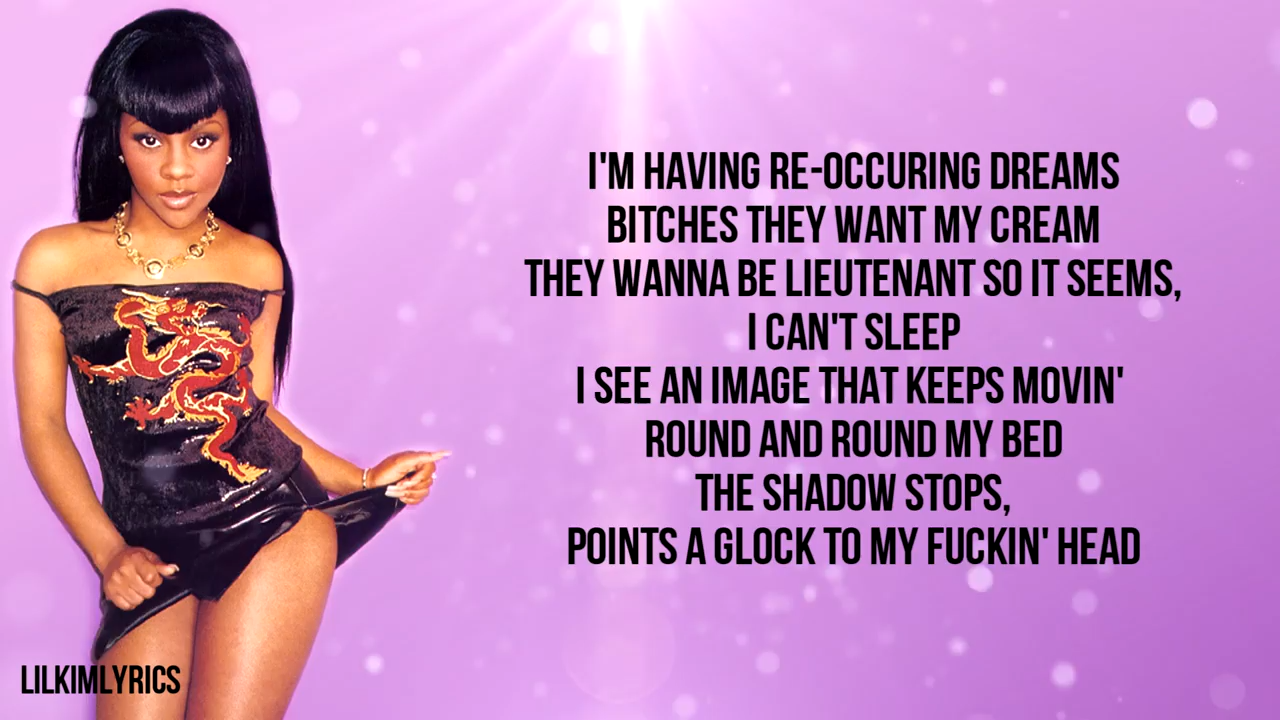 I'M HAVING RE-OCCURING DREAMS
BITCHES THEY WANT MY CREAM
THEY WANNA BE LIEUTENANT SO IT SEEMS,
I CAN'T SLEEP
I SEE AN IMAGE THAT KEEPS MOVIN'
ROUND AND ROUND MY BED
THE SHADOW STOPS,
POINTS A GLOCK TO MY FUCKIN' HEAD
LILKIMLYRICS